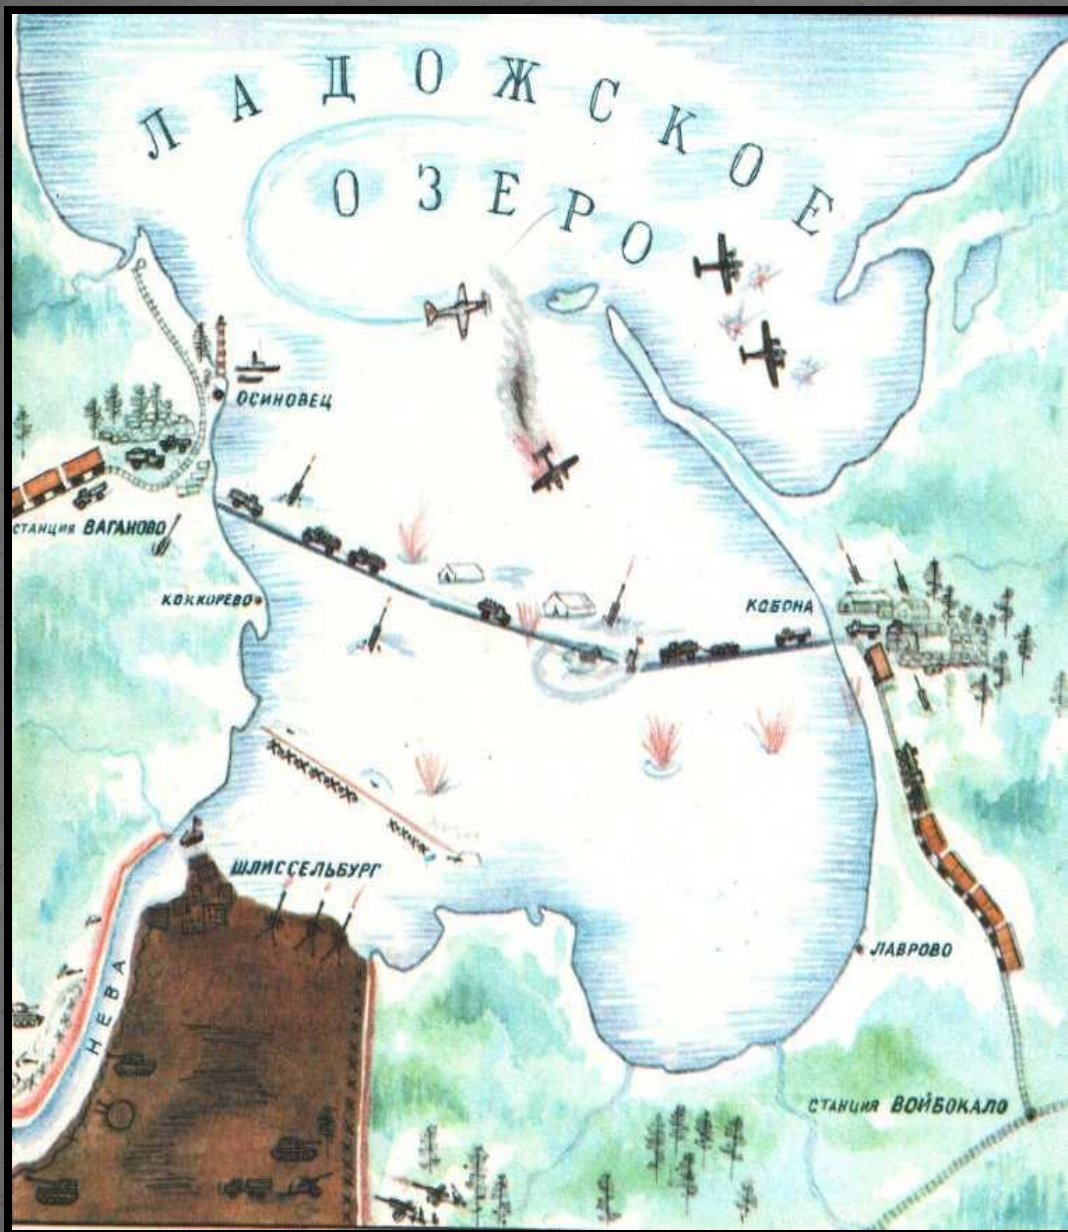 ЛАДОЖСКОЕ
ОЗЕРО
ОСИНОВЕЦ
СТАНЦИЯ ВАГАНОВО
КОККОРЕВО
КОБОНА
ШЛИССЕЛЬБУРГ
НЕВА
ЛАВРОВО
СТАНЦИЯ ВОЙБОКАЛО